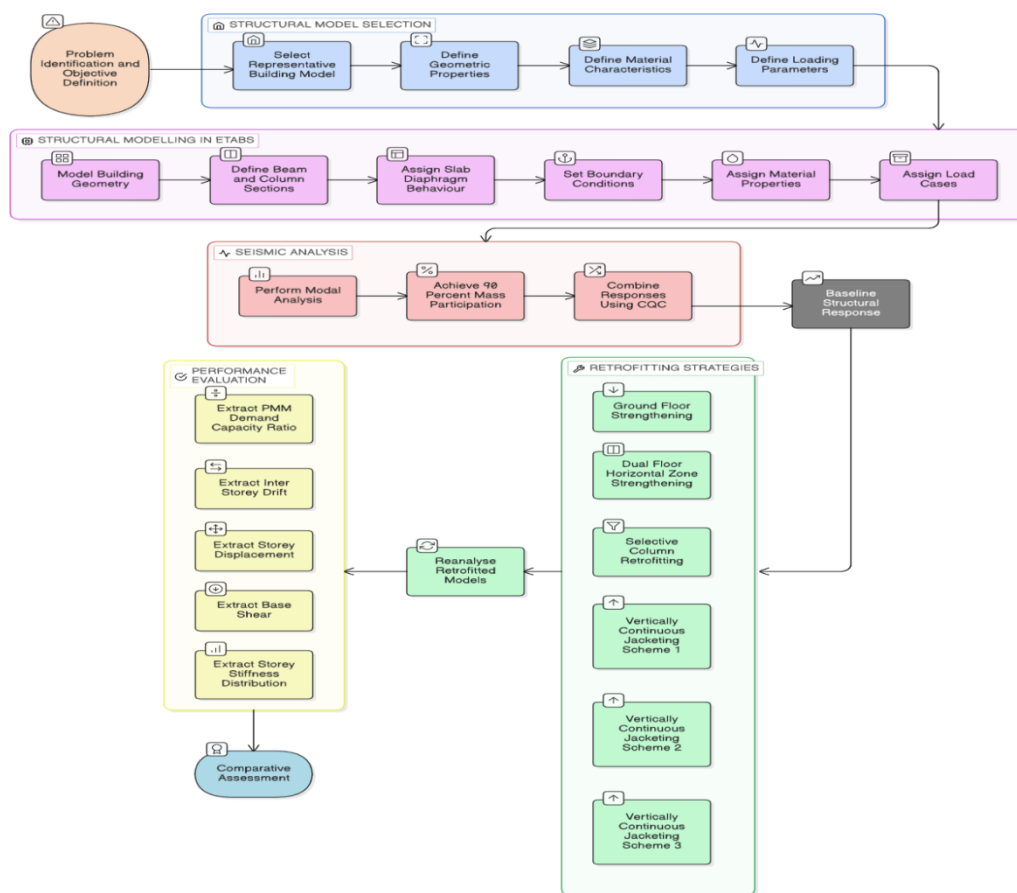 STRUCTURAL MODEL SELECTION
Problem
Identification and
Objective
Definition
Select
Representative
Building Model
Define
Geometric
Properties
Define Material
Characteristics
Define Loading
Parameters
STRUCTURAL MODELLING IN ETABS
Model Building
Geometry
Define Beam
and Column
Sections
Assign Slab
Diaphragm
Behaviour
Set Boundary
Conditions
Assign Material
Properties
Assign Load
Cases
SEISMIC ANALYSIS
Perform Modal
Analysis
Achieve 90
Percent Mass
Participation
Combine
Responses
Using CQC
Baseline
Structural
Response
PERFORMANCE
EVALUATION
Extract PMM
Demand
Capacity Ratio
Extract Inter
Storey Drift
Extract Storey
Displacement
Extract Base
Shear
Extract Storey
Stiffness
Distribution
Comparative
Assessment
Reanalyse
Retrofitted
Models
RETROFITTING STRATEGIES
Ground Floor
Strengthening
Dual Floor
Horizontal Zone
Strengthening
Selective
Column
Retrofitting
Vertically
Continuous
Jacketing
Scheme 1
Vertically
Continuous
Jacketing
Scheme 2
Vertically
Continuous
Jacketing
Scheme 3